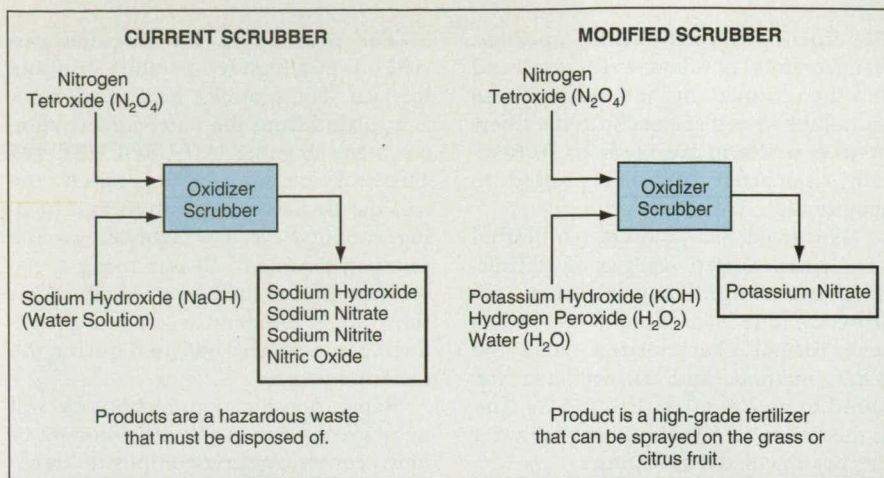 CURRENT SCRUBBER
Nitrogen
Tetroxide (N₂O₄)
Oxidizer
Scrubber
Sodium Hydroxide (NaOH)
(Water Solution)
Sodium Hydroxide
Sodium Nitrate
Sodium Nitrite
Nitric Oxide
Products are a hazardous waste
that must be disposed of.
MODIFIED SCRUBBER
Nitrogen
Tetroxide (N₂O₄)
Oxidizer
Scrubber
Potassium Hydroxide (KOH)
Hydrogen Peroxide (H₂O₂)
Water (H₂O)
Potassium Nitrate
Product is a high-grade fertilizer
that can be sprayed on the grass or
citrus fruit.